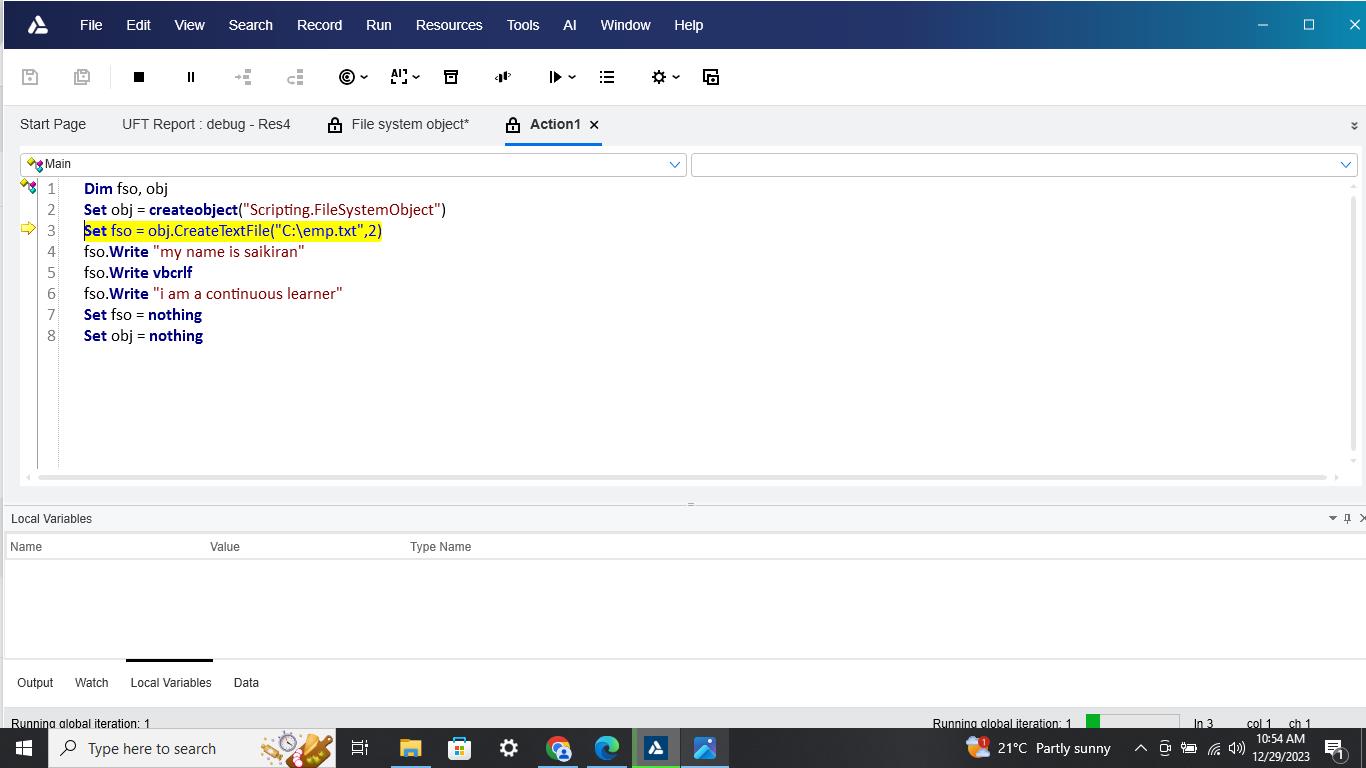 File Edit View Search Record Run Resources Tools AI Window Help
Start Page UFT Report : debug - Res4 File system object* Action1
Main
1 Dim fso, obj
2 Set obj = createobject("Scripting.FileSystemObject")
3 Set fso = obj.CreateTextFile("C:\emp.txt",2)
4 fso.Write "my name is saikiran"
5 fso.Write vbcrlf
6 fso.Write "i am a continuous learner"
7 Set fso = nothing
8 Set obj = nothing
Local Variables
Name Value Type Name
Output Watch Local Variables Data
Running global iteration: 1 Running global iteration: 1 ln 3 col 1 ch 1
Type here to search 1 21°C Partly sunny 10:54 AM 1
12/29/2023